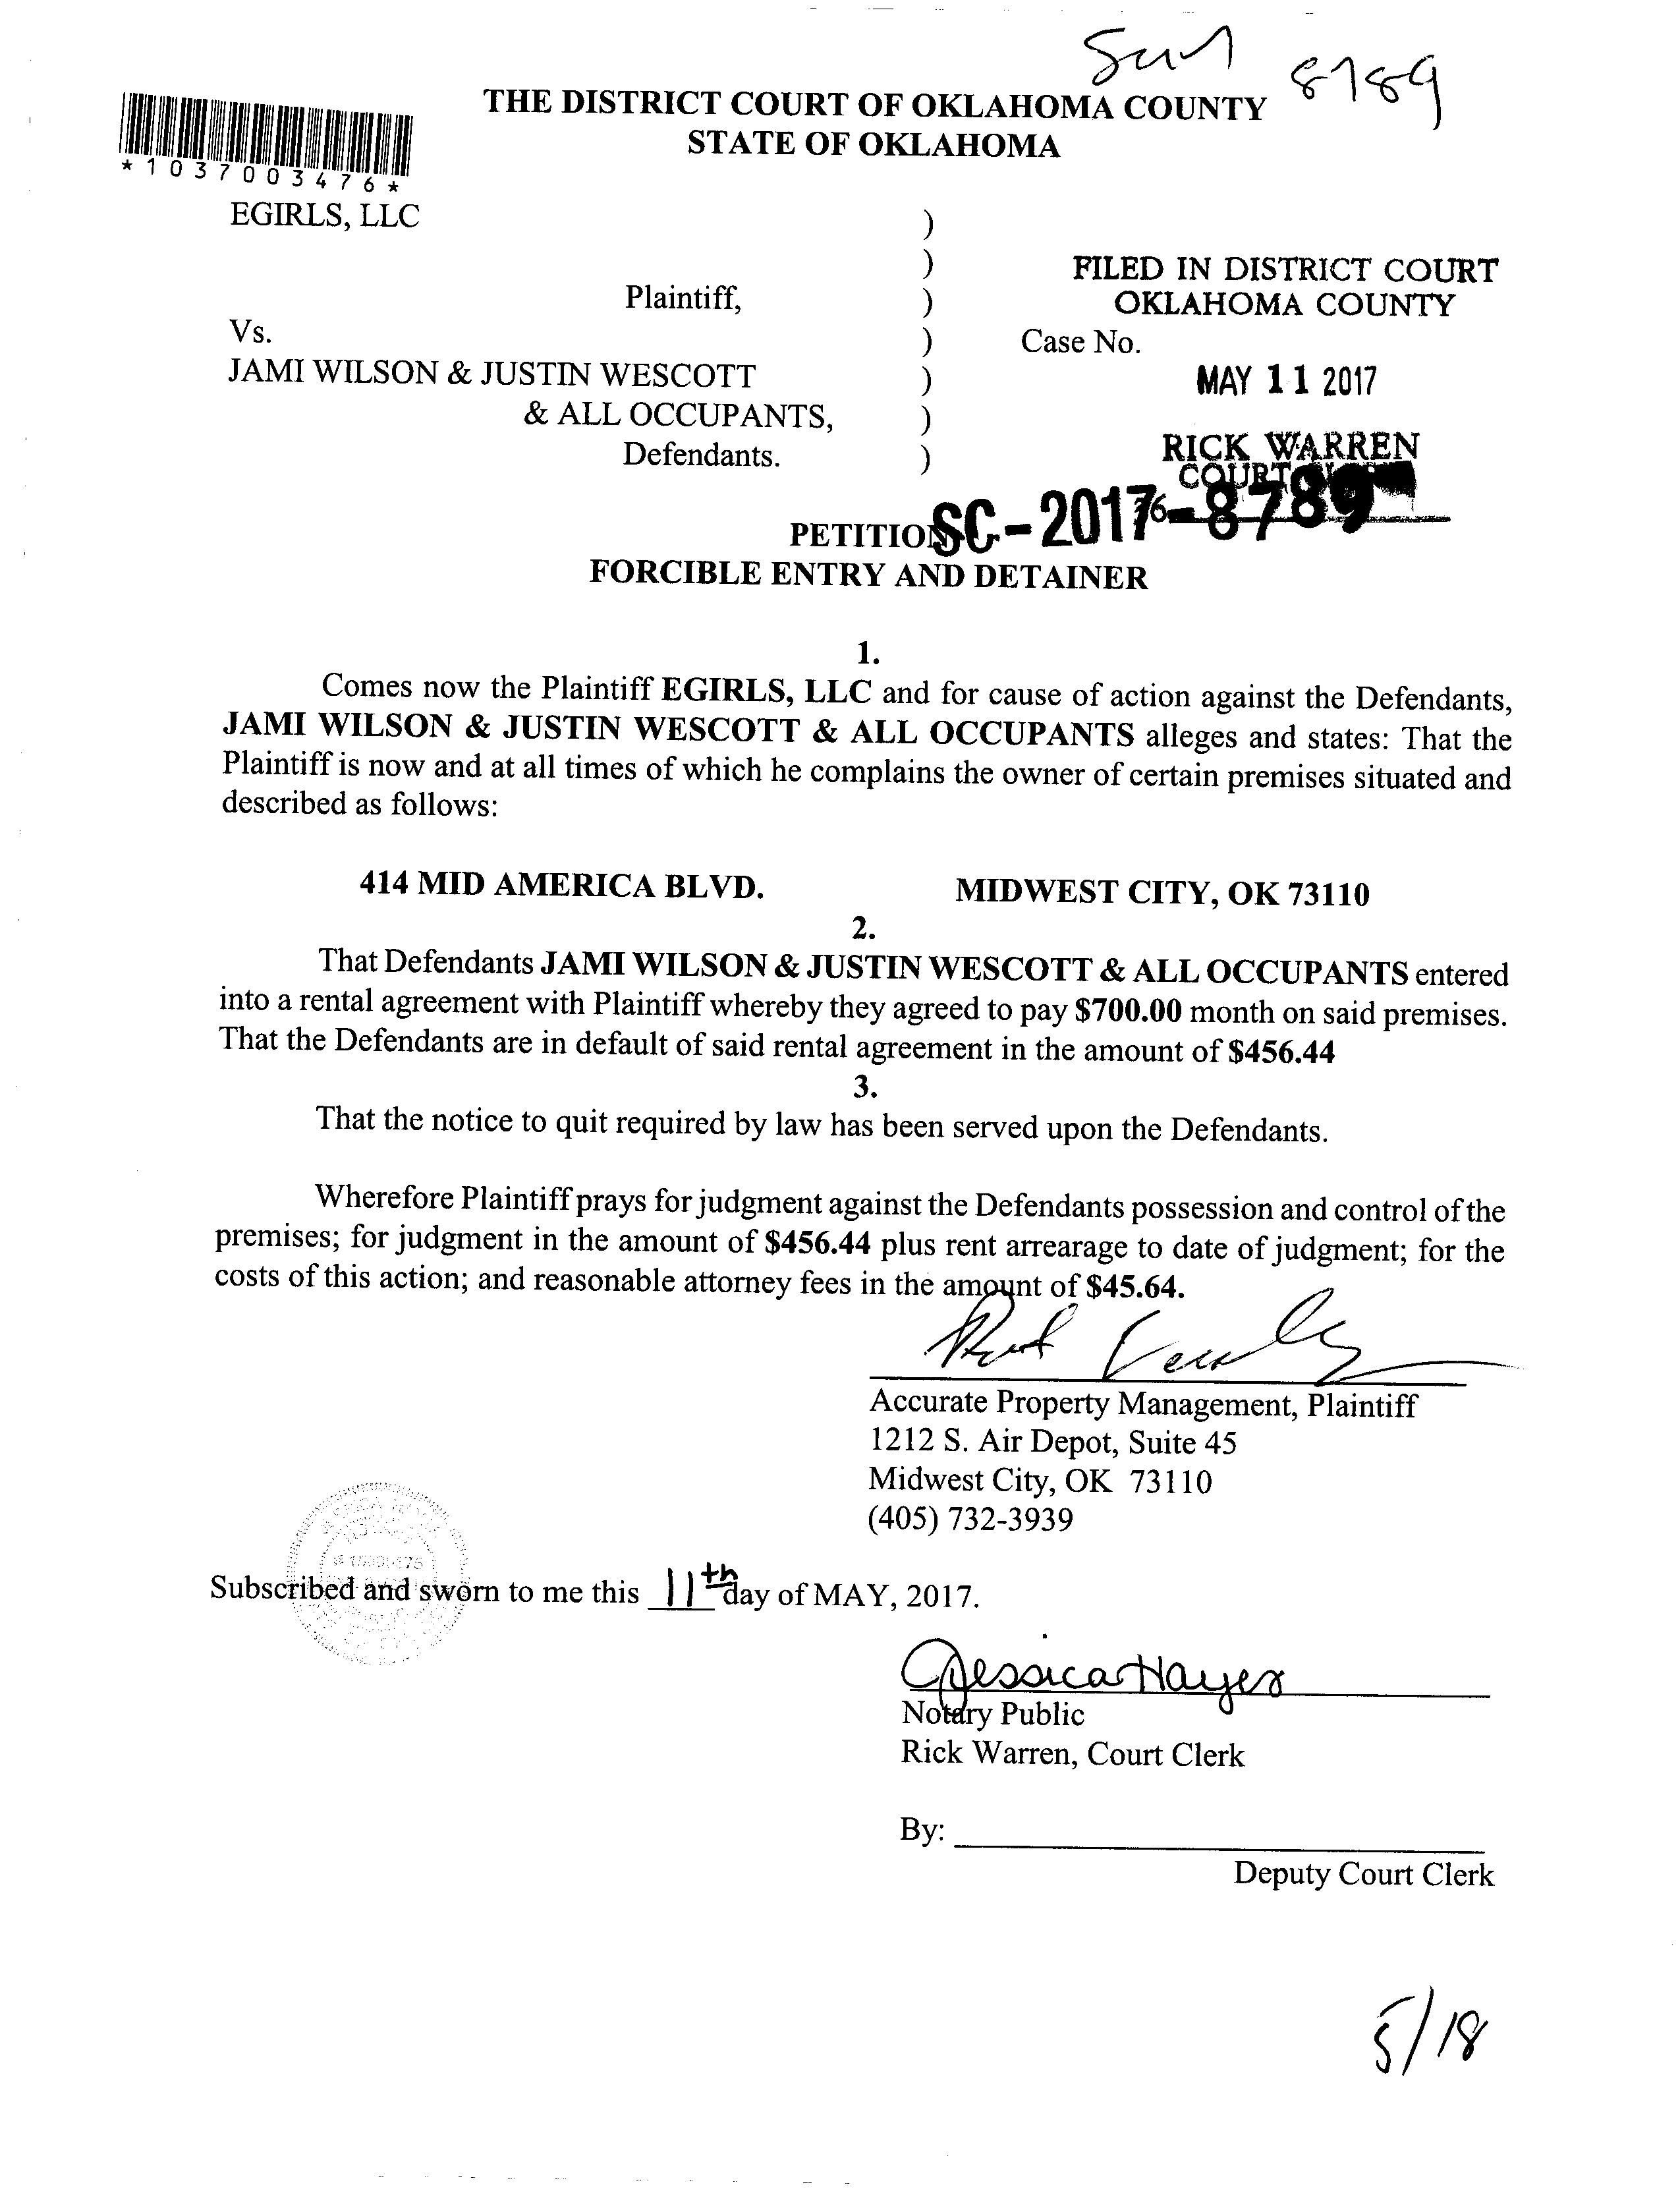 8789
THE DISTRICT COURT OF OKLAHOMA COUNTY
STATE OF OKLAHOMA
*1037003476*
EGIRLS, LLC )
)
FILED IN DISTRICT COURT
Plaintiff, )
OKLAHOMA COUNTY
Vs. ) Case No.
JAMI WILSON & JUSTIN WESCOTT )
MAY 11 2017
& ALL OCCUPANTS, )
Defendants. )
RICK WARREN
COURT
SC-2017-8789
PETITION
FORCIBLE ENTRY AND DETAINER
1.
Comes now the Plaintiff EGIRLS, LLC and for cause of action against the Defendants,
JAMI WILSON & JUSTIN WESCOTT & ALL OCCUPANTS alleges and states: That the
Plaintiff is now and at all times of which he complains the owner of certain premises situated and
described as follows:
414 MID AMERICA BLVD. MIDWEST CITY, OK 73110
2.
That Defendants JAMI WILSON & JUSTIN WESCOTT & ALL OCCUPANTS entered
into a rental agreement with Plaintiff whereby they agreed to pay $700.00 month on said premises.
That the Defendants are in default of said rental agreement in the amount of $456.44
3.
That the notice to quit required by law has been served upon the Defendants.
Wherefore Plaintiff prays for judgment against the Defendants possession and control of the
premises; for judgment in the amount of $456.44 plus rent arrearage to date of judgment; for the
costs of this action; and reasonable attorney fees in the amount of $45.64.
Accurate Property Management, Plaintiff
1212 S. Air Depot, Suite 45
Midwest City, OK 73110
(405) 732-3939
Subscribed and sworn to me this 11th day of MAY, 2017.
Jessica Hayes
Notary Public
Rick Warren, Court Clerk
By:
Deputy Court Clerk
5/18